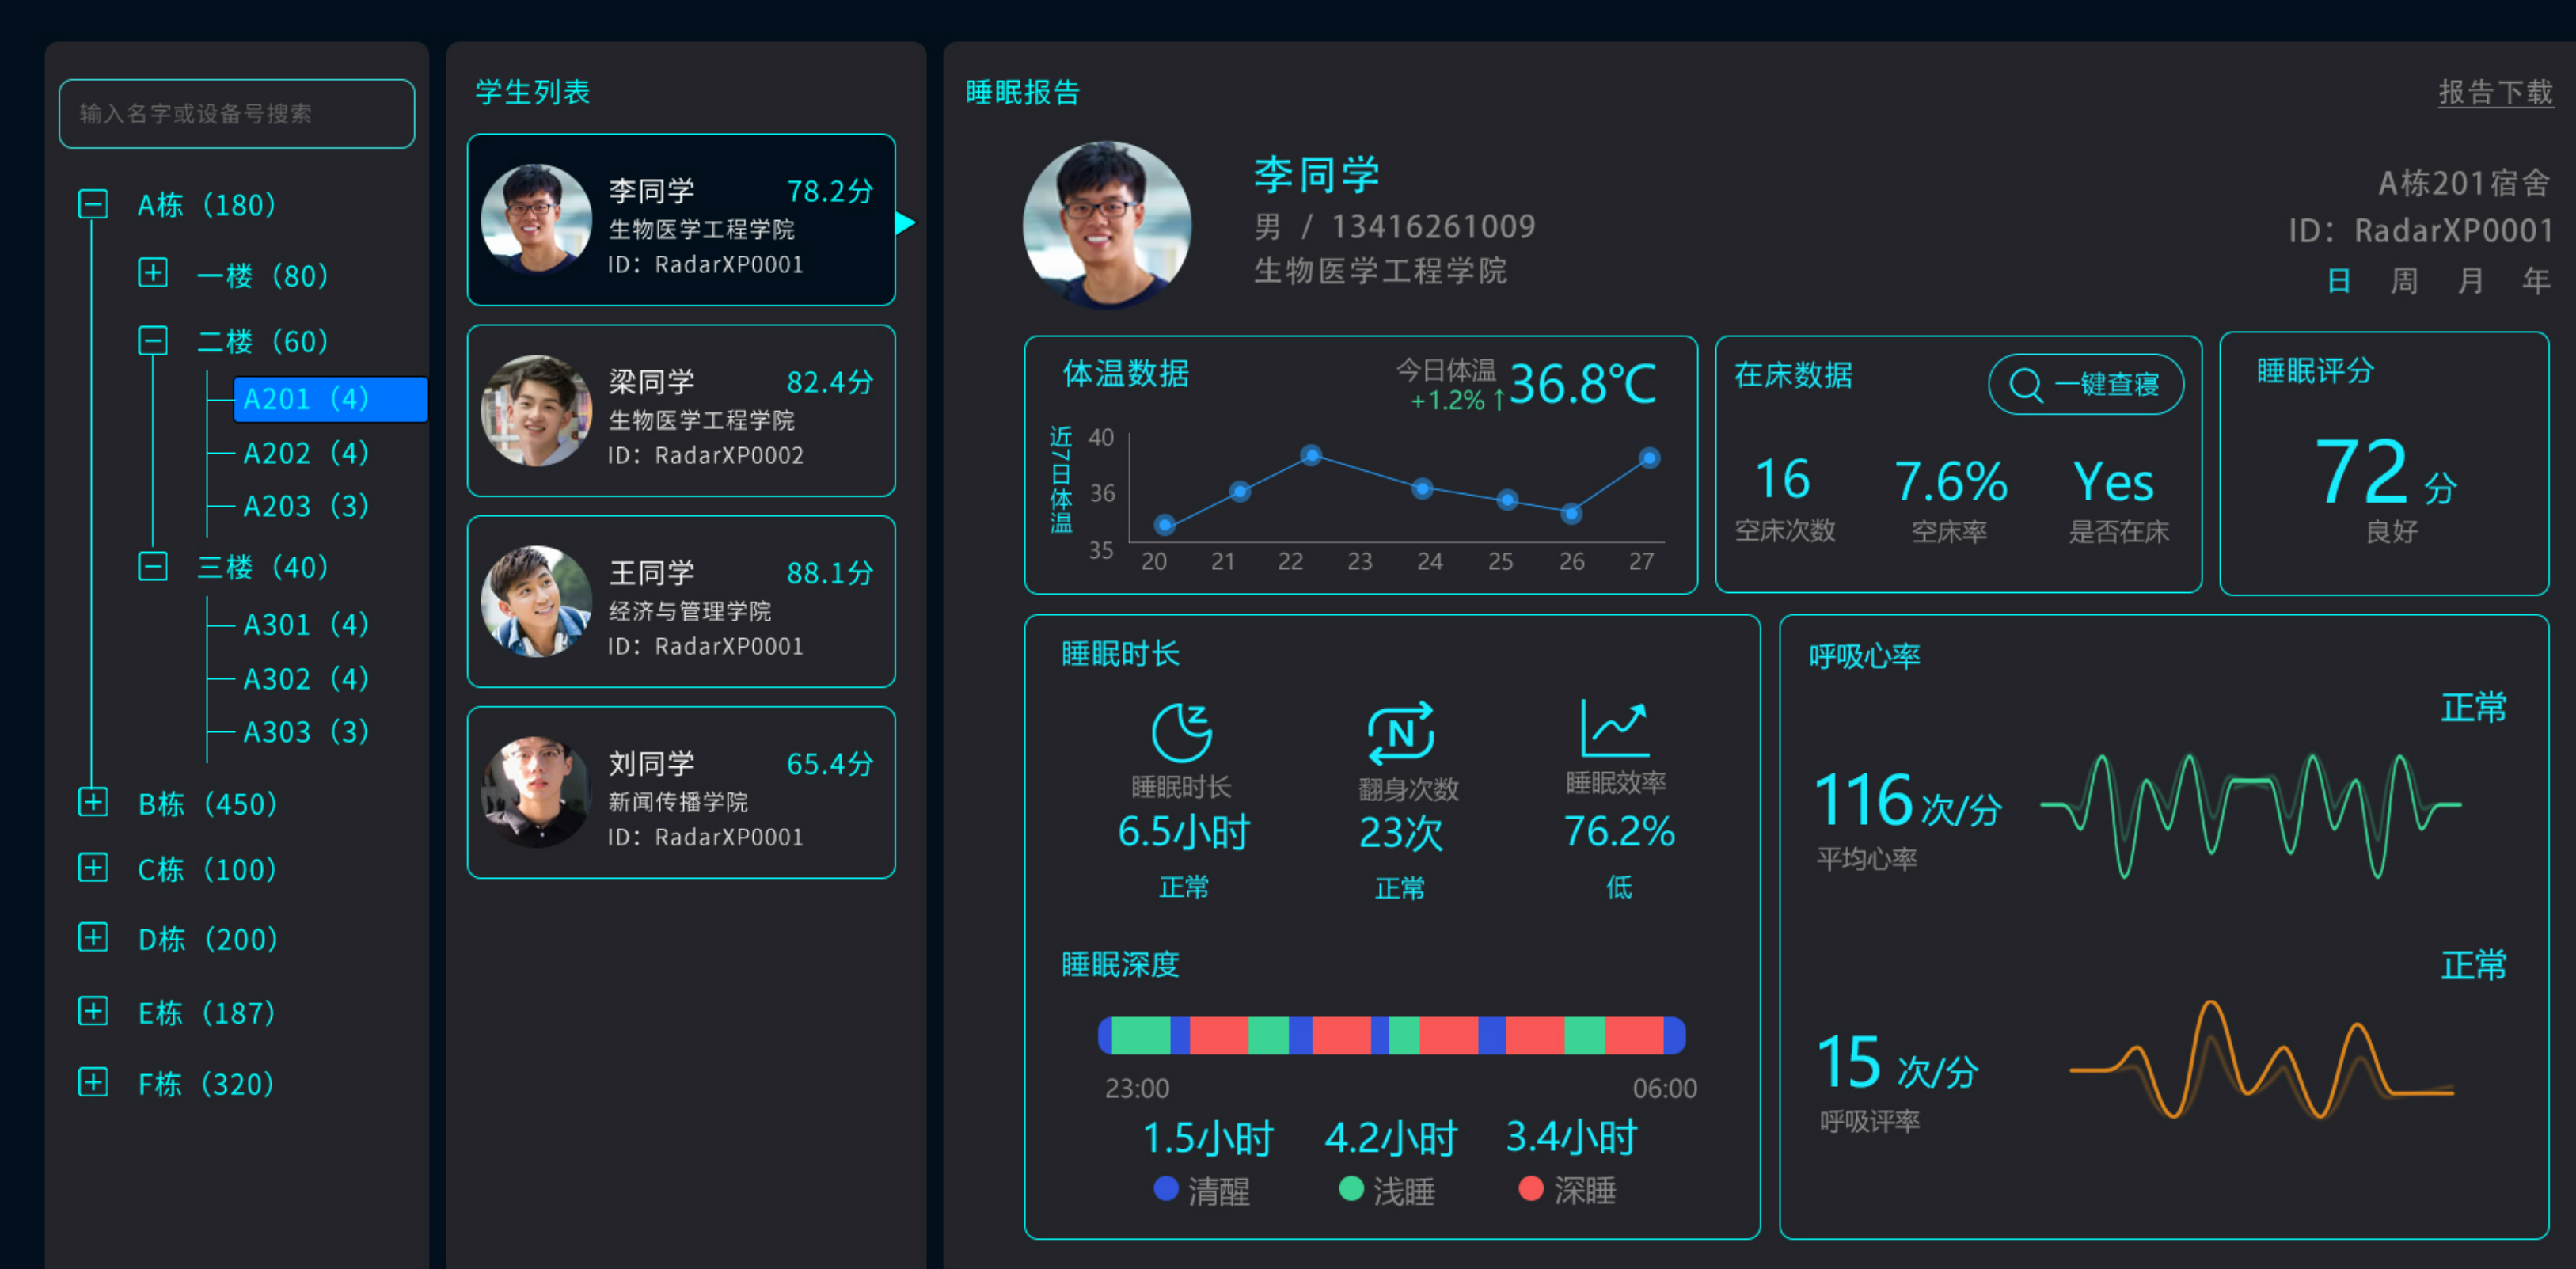 输入名字或设备号搜索
A栋（180）
一楼（80）
二楼（60）
A201（4）
A202（4）
A203（3）
三楼（40）
A301（4）
A302（4）
A303（3）
B栋（450）
C栋（100）
D栋（200）
E栋（187）
F栋（320）
学生列表
李同学 78.2分
生物医学工程学院
ID：RadarXP0001
梁同学 82.4分
生物医学工程学院
ID：RadarXP0002
王同学 88.1分
经济与管理学院
ID：RadarXP0001
刘同学 65.4分
新闻传播学院
ID：RadarXP0001
睡眠报告 报告下载
李同学
男 / 13416261009
生物医学工程学院
A栋201宿舍
ID：RadarXP0001
日 周 月 年
体温数据
今日体温 36.8℃
+1.2%↑
近7日体温
40
36
35
20 21 22 23 24 25 26 27
在床数据
一键查寝
16 7.6% Yes
空床次数 空床率 是否在床
睡眠评分
72 分
良好
睡眠时长
Z N
睡眠时长 翻身次数 睡眠效率
6.5小时 23次 76.2%
正常 正常 低
睡眠深度
23:00 06:00
1.5小时 4.2小时 3.4小时
清醒 浅睡 深睡
呼吸心率
正常
116 次/分
平均心率
正常
15 次/分
呼吸评率